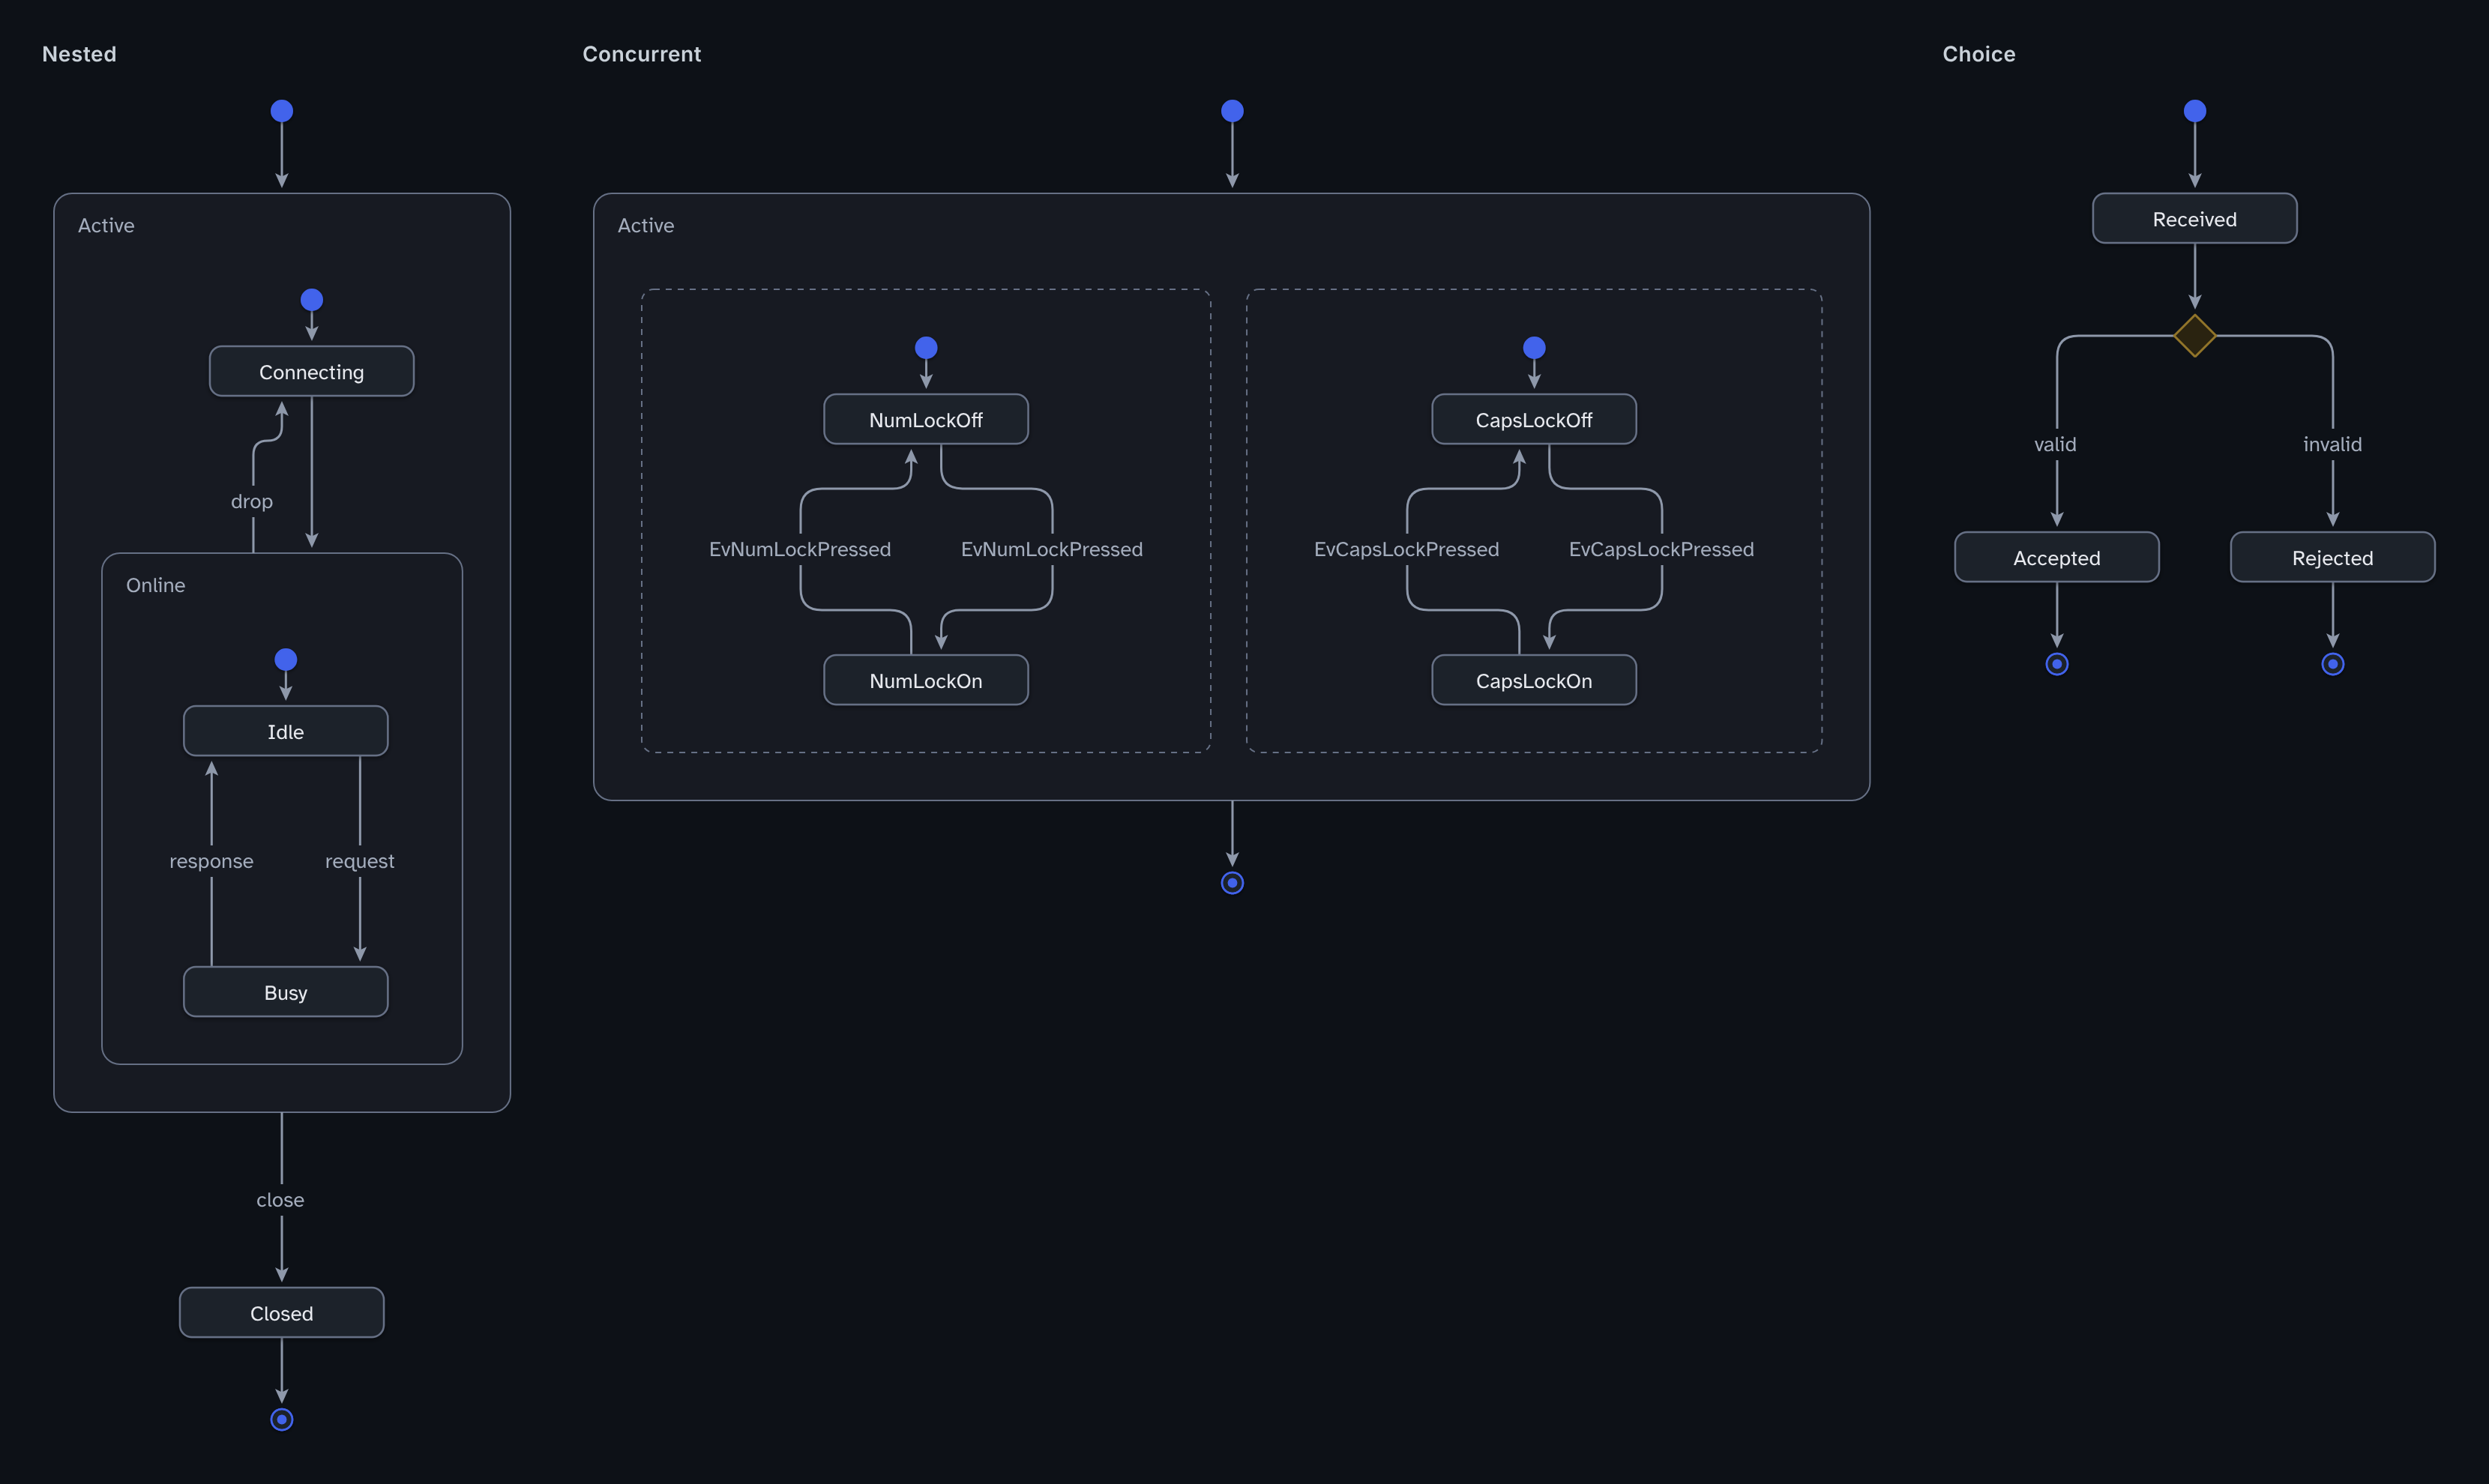 Nested
Active
Connecting
drop
Online
Idle
response
request
Busy
close
Closed
Concurrent
Active
NumLockOff
EvNumLockPressed
EvNumLockPressed
NumLockOn
CapsLockOff
EvCapsLockPressed
EvCapsLockPressed
CapsLockOn
Choice
Received
valid
invalid
Accepted
Rejected